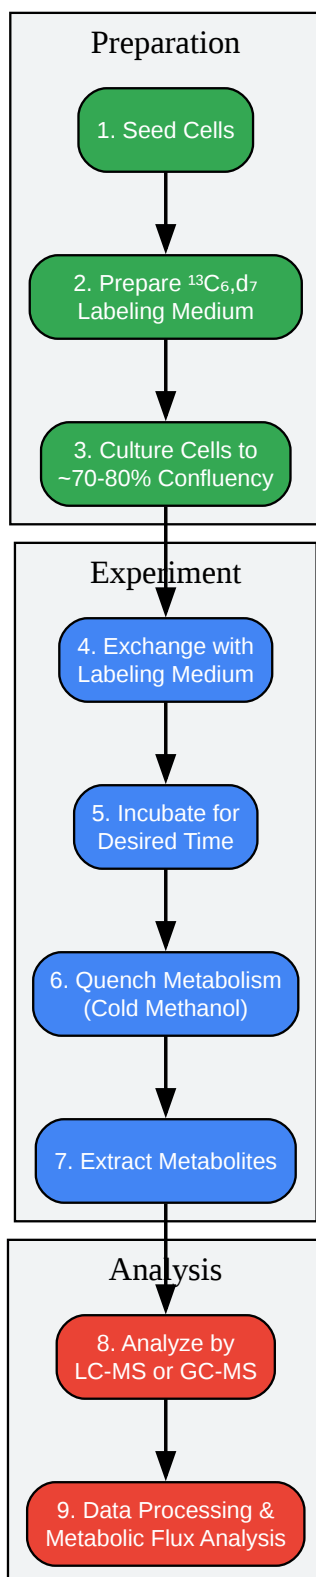 Preparation
1. Seed Cells
2. Prepare ¹³C₆,d₇
Labeling Medium
3. Culture Cells to
~70-80% Confluency
Experiment
4. Exchange with
Labeling Medium
5. Incubate for
Desired Time
6. Quench Metabolism
(Cold Methanol)
7. Extract Metabolites
Analysis
8. Analyze by
LC-MS or GC-MS
9. Data Processing &
Metabolic Flux Analysis